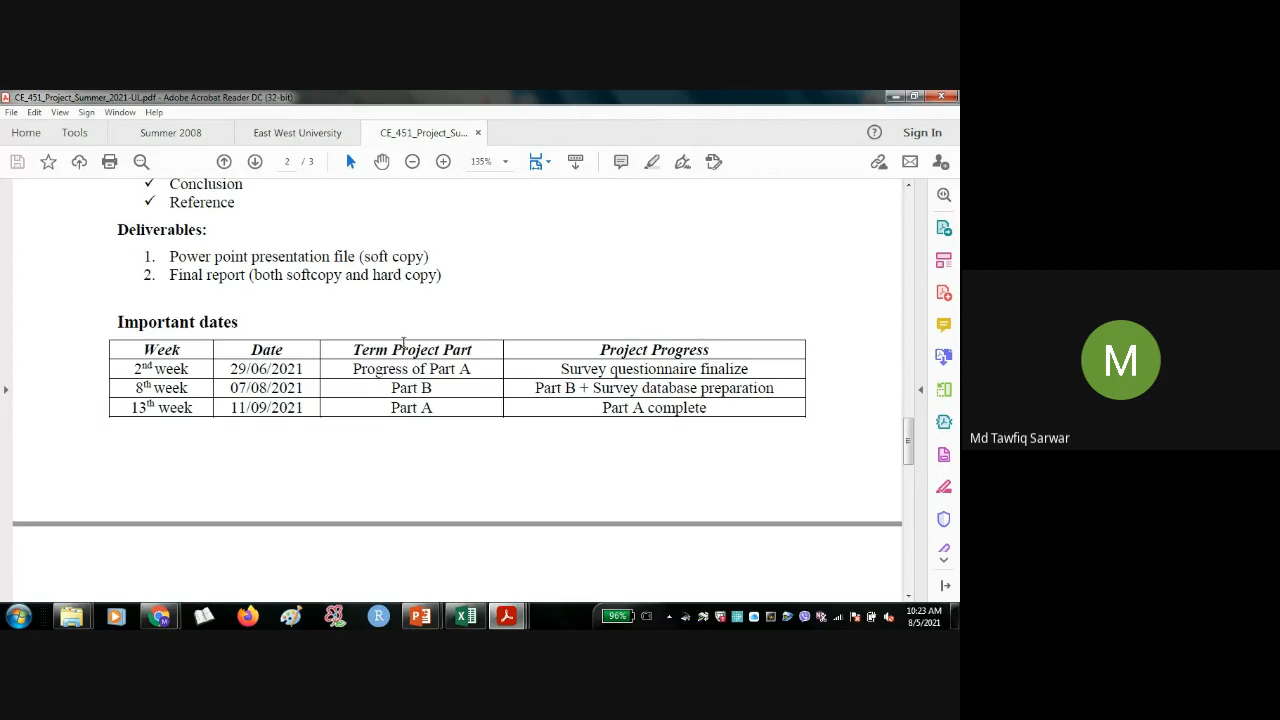 CE_451_Project_Summer_2021-UL.pdf - Adobe Acrobat Reader DC (32-bit)
File Edit View Sign Window Help
Home Tools Summer 2008 East West University CE_451_Project_Su... × Sign In
2 / 3 135%
✓ Conclusion
✓ Reference
Deliverables:
1. Power point presentation file (soft copy)
2. Final report (both softcopy and hard copy)
Important dates
Week Date Term Project Part Project Progress
2nd week 29/06/2021 Progress of Part A Survey questionnaire finalize
8th week 07/08/2021 Part B Part B + Survey database preparation
13th week 11/09/2021 Part A Part A complete
M
Md Tawfiq Sarwar
96%
10:23 AM
8/5/2021